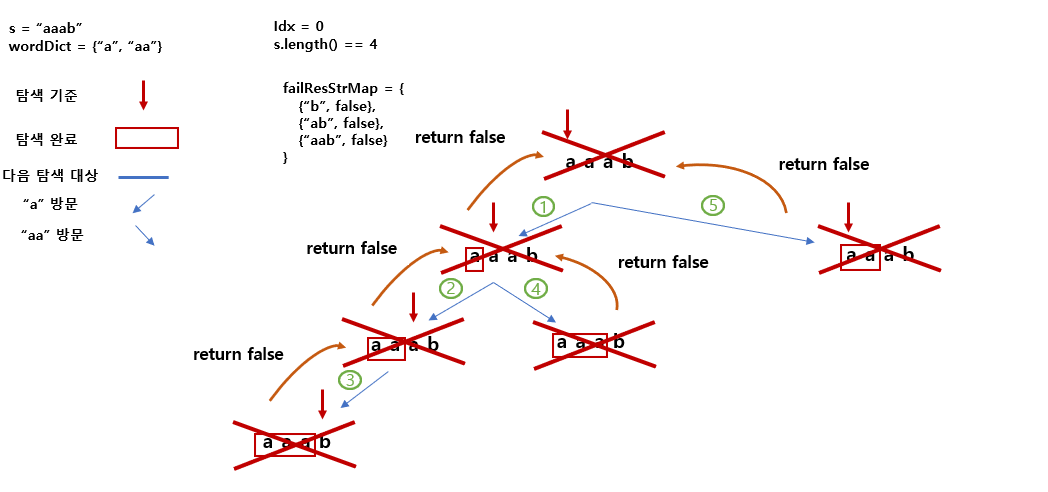 s = “aaab”
wordDict = {“a”, “aa”}
Idx = 0
s.length() == 4
탐색 기준
탐색 완료
다음 탐색 대상
“a” 방문
“aa” 방문
failResStrMap = {
{“b”, false},
{“ab”, false},
{“aab”, false}
}
return false
a a a b
return false
①
⑤
return false
a a a b
return false
a a a b
②
④
return false
a a a b
a a a b
③
a a a b